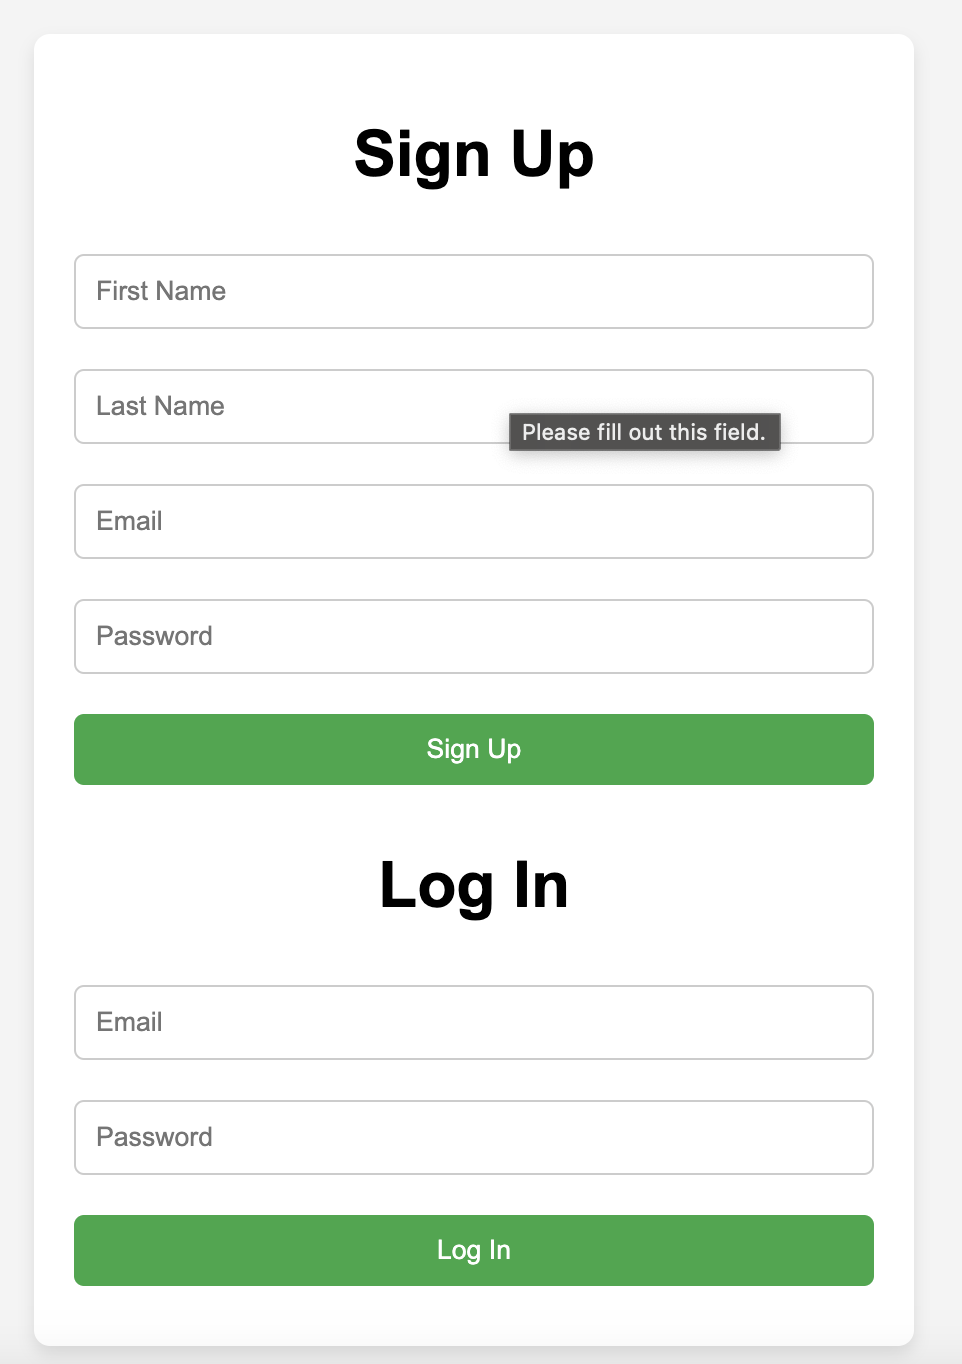 Sign Up
First Name
Last Name
Please fill out this field.
Email
Password
Sign Up
Log In
Email
Password
Log In